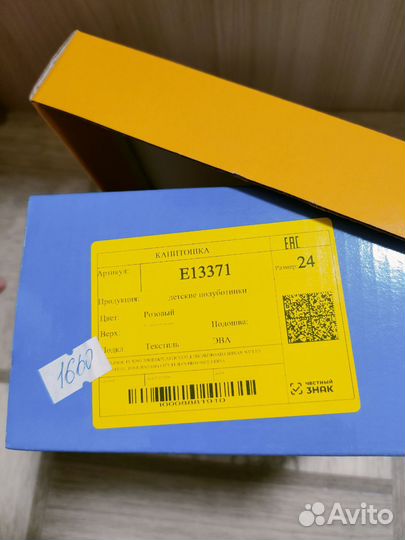 КАПИТОШКА
EAC
Артикул: E13371 Размер: 24
Продукция: детские полуботинки
Цвет: Розовый
Верх: Подошва:
Текстиль ЭВА
1660
ЧЕСТНЫЙ
ЗНАК
Avito